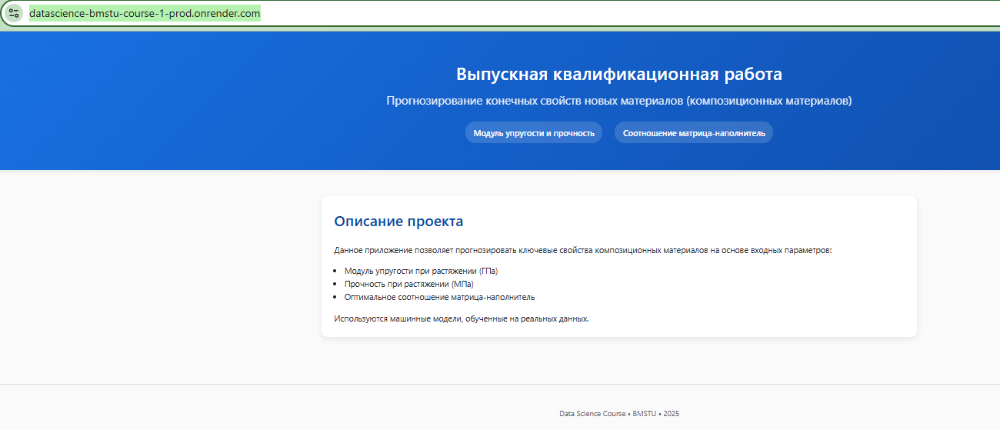 datascience-bmstu-course-1-prod.onrender.com
Выпускная квалификационная работа
Прогнозирование конечных свойств новых материалов (композиционных материалов)
Модуль упругости и прочность
Соотношение матрица-наполнитель
Описание проекта
Данное приложение позволяет прогнозировать ключевые свойства композиционных материалов на основе входных параметров:
Модуль упругости при растяжении (ГПа)
Прочность при растяжении (МПа)
Оптимальное соотношение матрица-наполнитель
Используются машинные модели, обученные на реальных данных.
Data Science Course • BMSTU • 2025